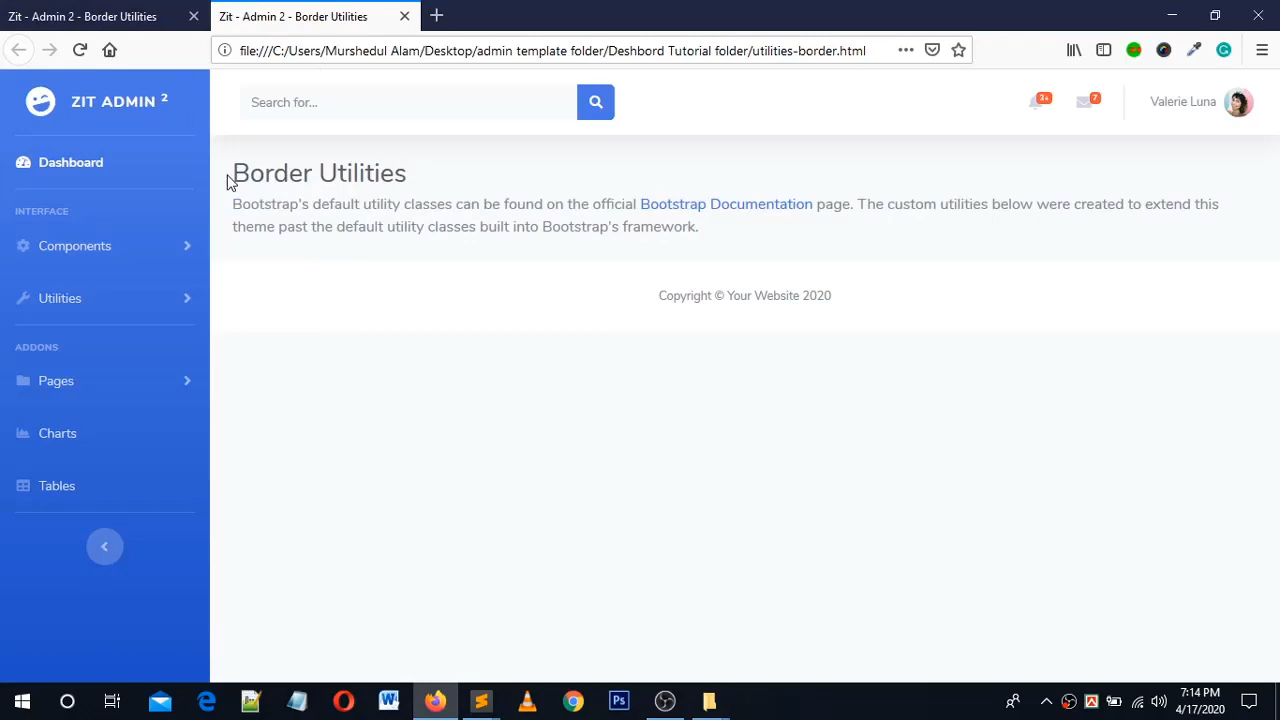 Zit - Admin 2 - Border Utilities
Zit - Admin 2 - Border Utilities
file:///C:/Users/Murshedul Alam/Desktop/admin template folder/Deshbord Tutorial folder/utilities-border.html
ZIT ADMIN 2
Search for...
3+
7
Valerie Luna
Dashboard
INTERFACE
Components
Utilities
ADDONS
Pages
Charts
Tables
Border Utilities
Bootstrap's default utility classes can be found on the official Bootstrap Documentation page. The custom utilities below were created to extend this
theme past the default utility classes built into Bootstrap's framework.
Copyright © Your Website 2020
7:14 PM
4/17/2020